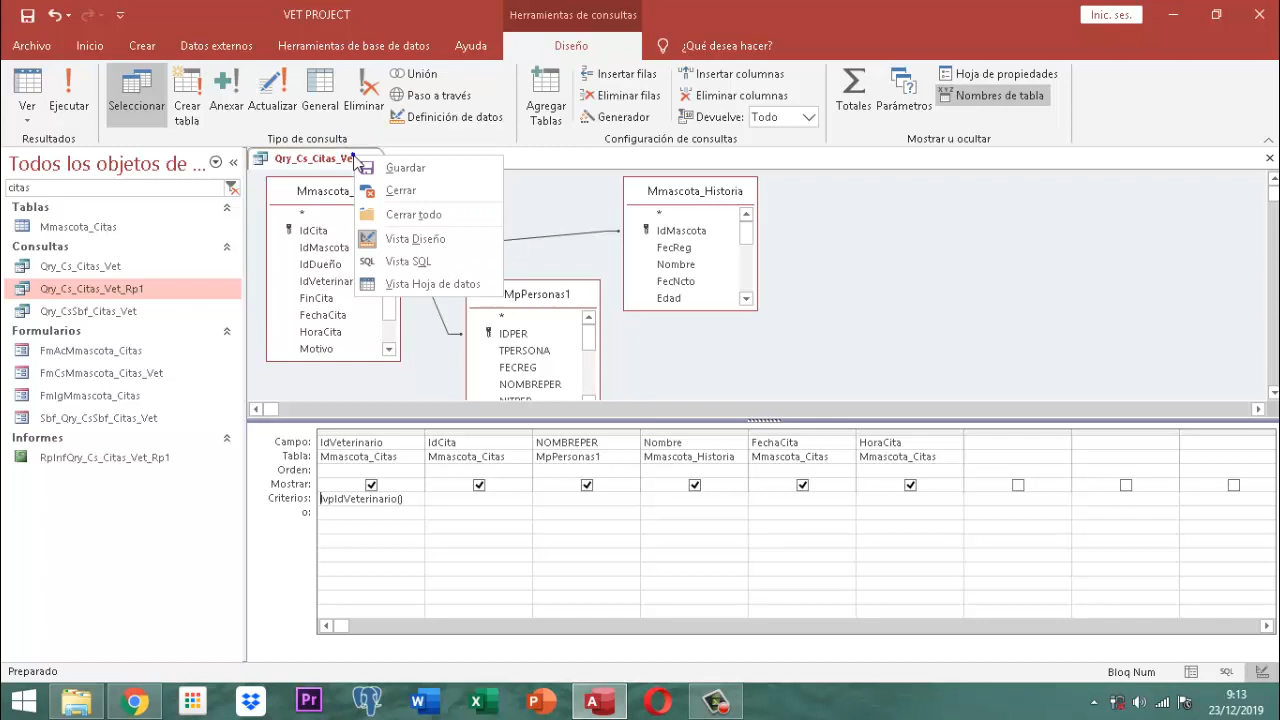 VET PROJECT
Herramientas de consultas
Inic. ses.
Archivo
Inicio
Crear
Datos externos
Herramientas de base de datos
Ayuda
Diseño
¿Qué desea hacer?
Ver
Ejecutar
Seleccionar
Crear tabla
Anexar
Actualizar
General
Eliminar
Unión
Paso a través
Definición de datos
Agregar Tablas
Insertar filas
Eliminar filas
Generador
Insertar columnas
Eliminar columnas
Devuelve: Todo
Totales
Parámetros
Hoja de propiedades
Nombres de tabla
Resultados
Tipo de consulta
Configuración de consultas
Mostrar u ocultar
Todos los objetos de ...
citas
Tablas
Mmascota_Citas
Consultas
Qry_Cs_Citas_Vet
Qry_Cs_Citas_Vet_Rp1
Qry_CsSbf_Citas_Vet
Formularios
FmAcMmascota_Citas
FmCsMmascota_Citas_Vet
FmIgMmascota_Citas
Sbf_Qry_CsSbf_Citas_Vet
Informes
RpInfQry_Cs_Citas_Vet_Rp1
Qry_Cs_Citas_Ve
Guardar
Cerrar
Cerrar todo
Vista Diseño
SQL Vista SQL
Vista Hoja de datos
Mmascota_
*
IdCita
IdMascota
IdDueño
IdVeterinar
FinCita
FechaCita
HoraCita
Motivo
MpPersonas1
*
IDPER
TPERSONA
FECREG
NOMBREPER
Mmascota_Historia
*
IdMascota
FecReg
Nombre
FecNcto
Edad
Campo: IdVeterinario IdCita NOMBREPER Nombre FechaCita HoraCita
Tabla: Mmascota_Citas Mmascota_Citas MpPersonas1 Mmascota_Historia Mmascota_Citas Mmascota_Citas
Orden:
Mostrar:
Criterios: lvpIdVeterinario()
o:
Preparado
Bloq Num
SQL
9:13
23/12/2019